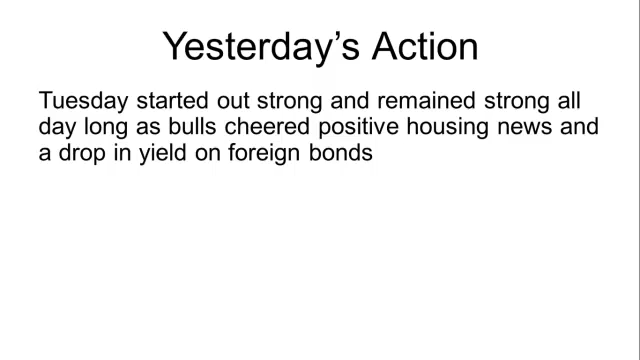 Yesterday’s Action
Tuesday started out strong and remained strong all
day long as bulls cheered positive housing news and
a drop in yield on foreign bonds